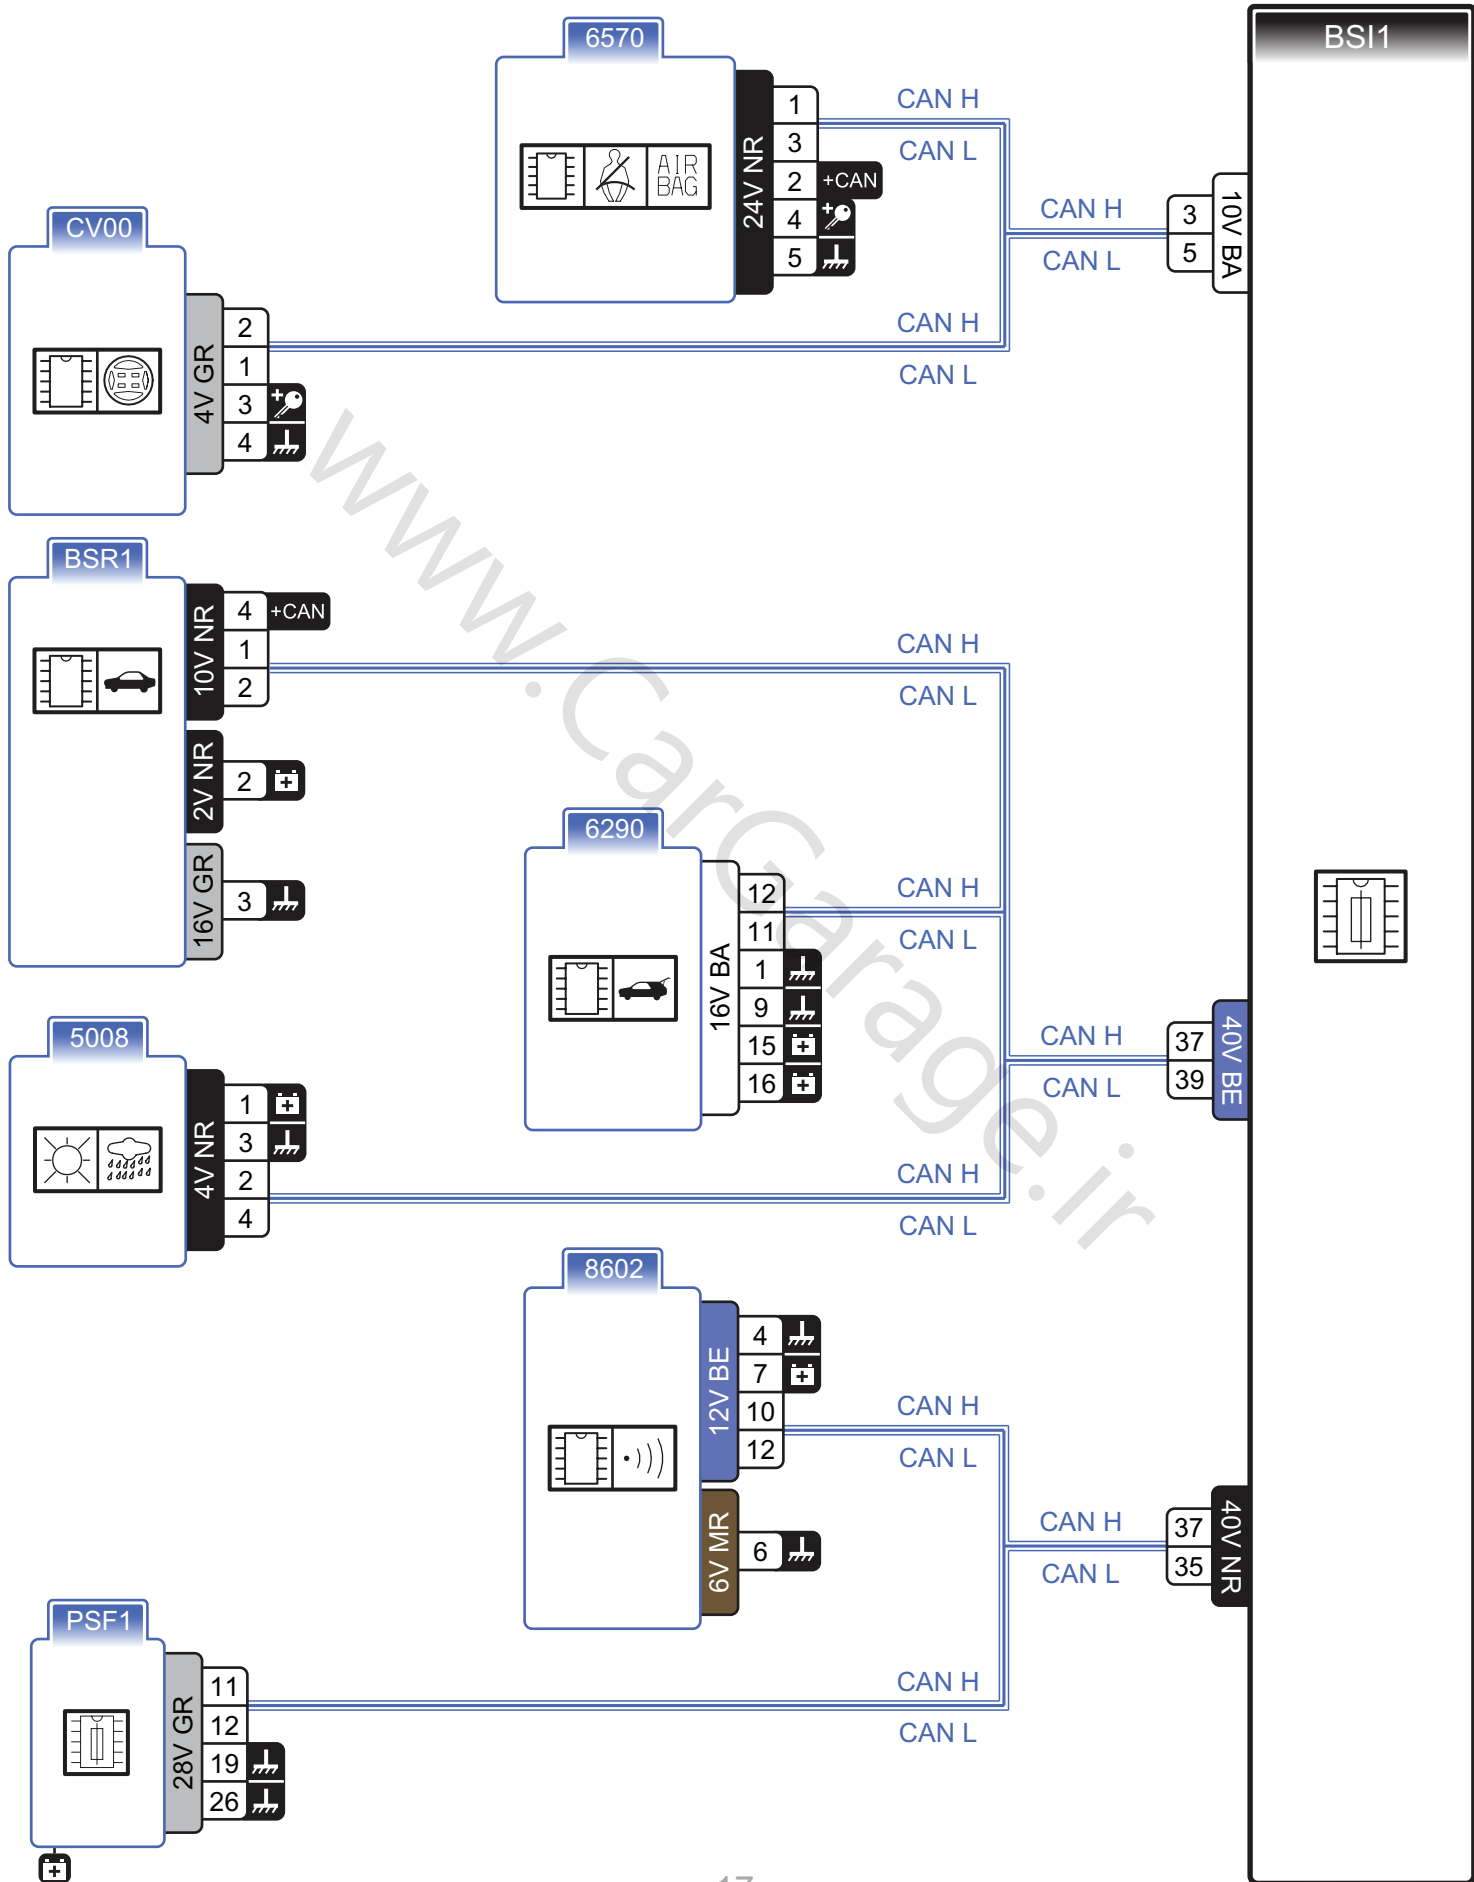 BSI1
6570
24V NR
1
3
2 +CAN
4
5
AIR
BAG
CAN H
CAN L
CAN H
CAN L
3
5
10V BA
CV00
4V GR
2
1
3
4
CAN H
CAN L
BSR1
10V NR
4 +CAN
1
2
2V NR
2
16V GR
3
CAN H
CAN L
6290
16V BA
12
11
1
9
15
16
CAN H
CAN L
CAN H
CAN L
37
39
40V BE
5008
4V NR
1
3
2
4
CAN H
CAN L
8602
12V BE
4
7
10
12
6V MR
6
CAN H
CAN L
CAN H
CAN L
37
35
40V NR
PSF1
28V GR
11
12
19
26
CAN H
CAN L
www.CarGarage.ir
17